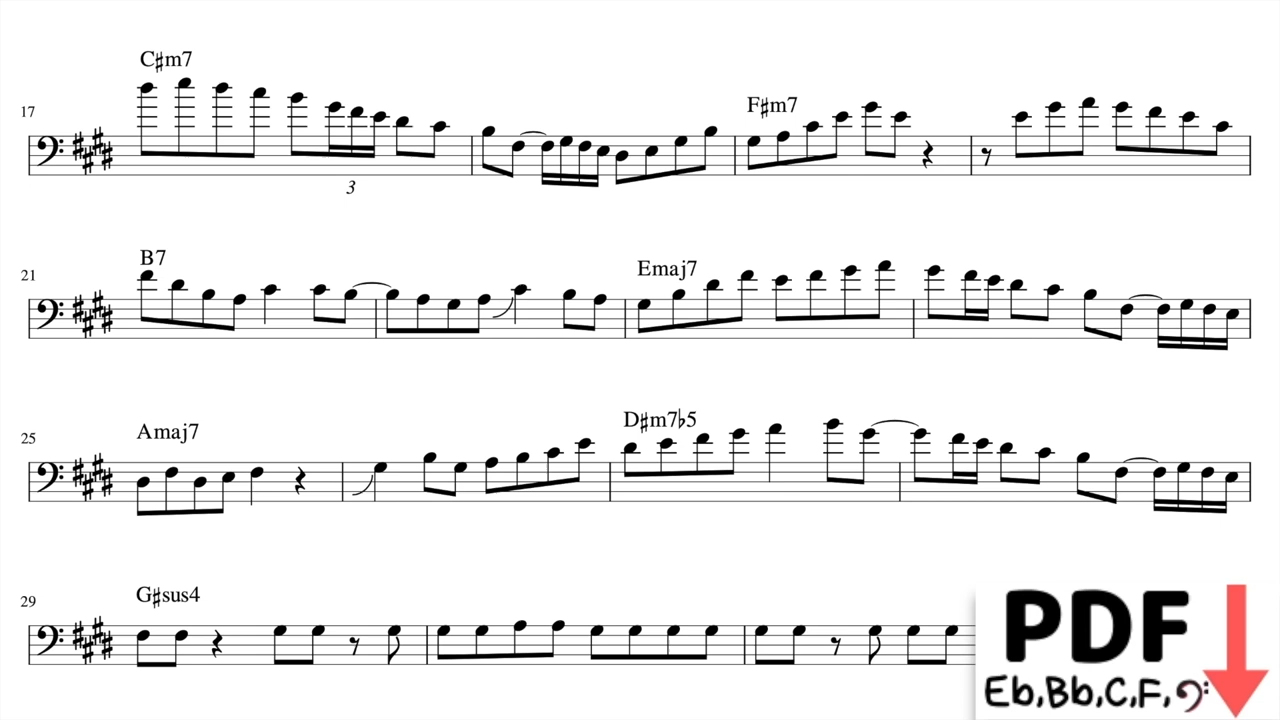 C♯m7
17
F♯m7
3
21
B7
Emaj7
25
Amaj7
D♯m7♭5
29
G♯sus4
PDF
Eb,Bb,C,F,𝄢